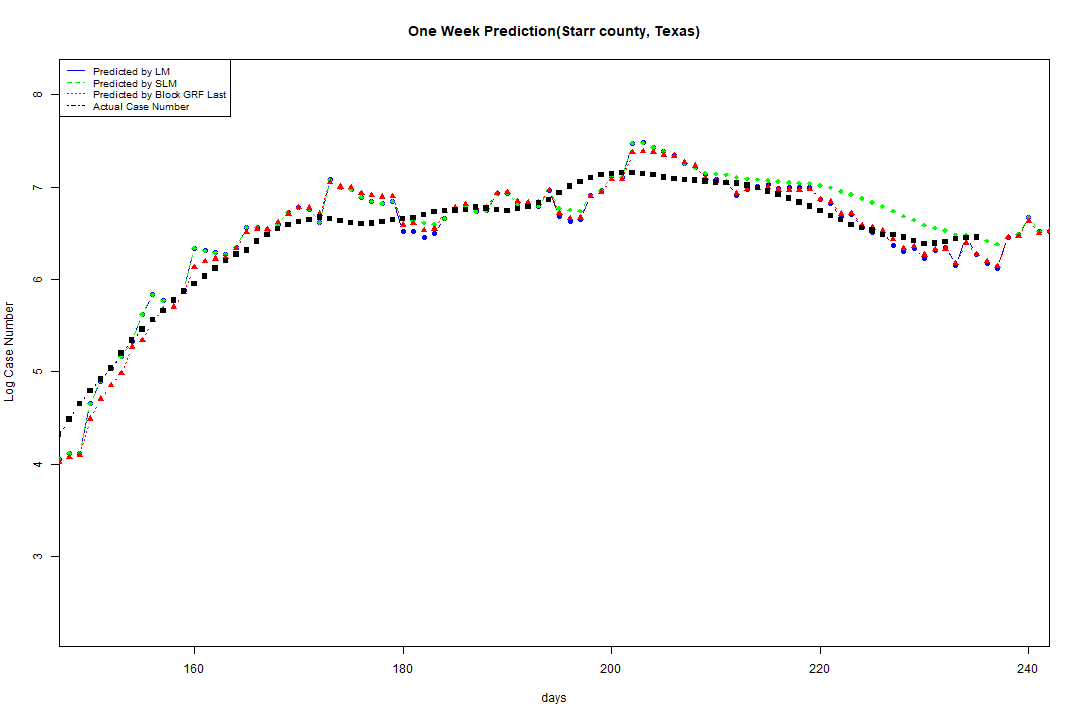 One Week Prediction(Starr county, Texas)
Predicted by LM
Predicted by SLM
Predicted by Block GRF Last
Actual Case Number
8
7
6
5
4
3
Log Case Number
160 180 200 220 240
days